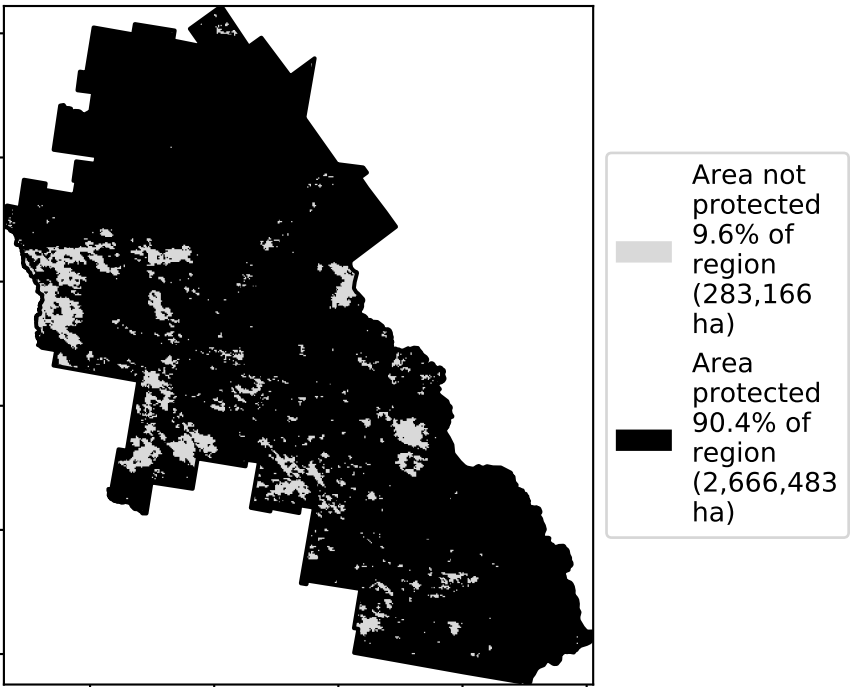 Area not
protected
9.6% of
region
(283,166
ha)
Area
protected
90.4% of
region
(2,666,483
ha)